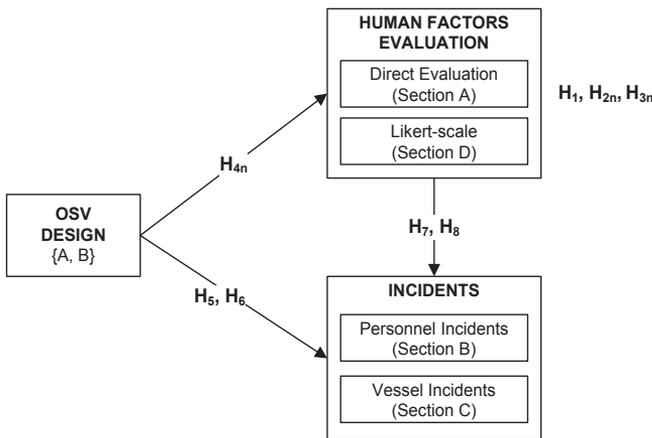 HUMAN FACTORS
EVALUATION
Direct Evaluation
(Section A)
Likert-scale
(Section D)
H1, H2n, H3n
H4n
OSV
DESIGN
{A, B}
H7, H8
H5, H6
INCIDENTS
Personnel Incidents
(Section B)
Vessel Incidents
(Section C)